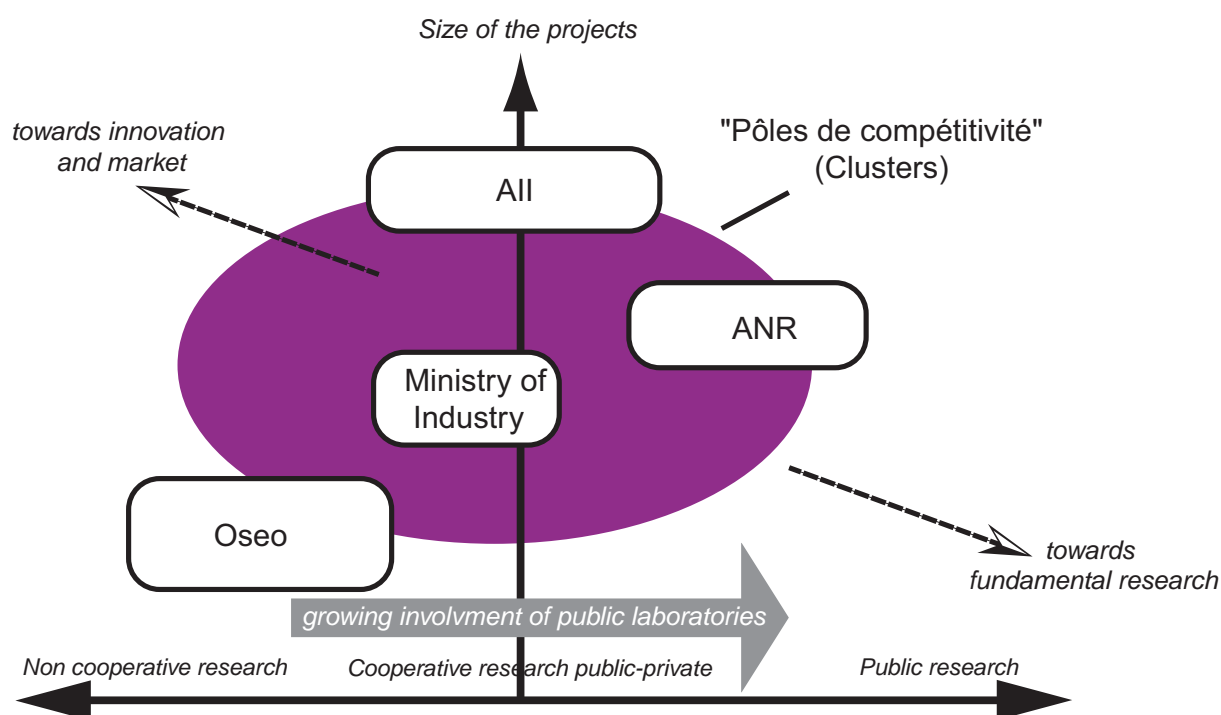 Size of the projects
towards innovation
and market
"Pôles de compétitivité"
(Clusters)
AII
ANR
Ministry of
Industry
Oseo
towards
fundamental research
growing involvment of public laboratories
Non cooperative research
Cooperative research public-private
Public research